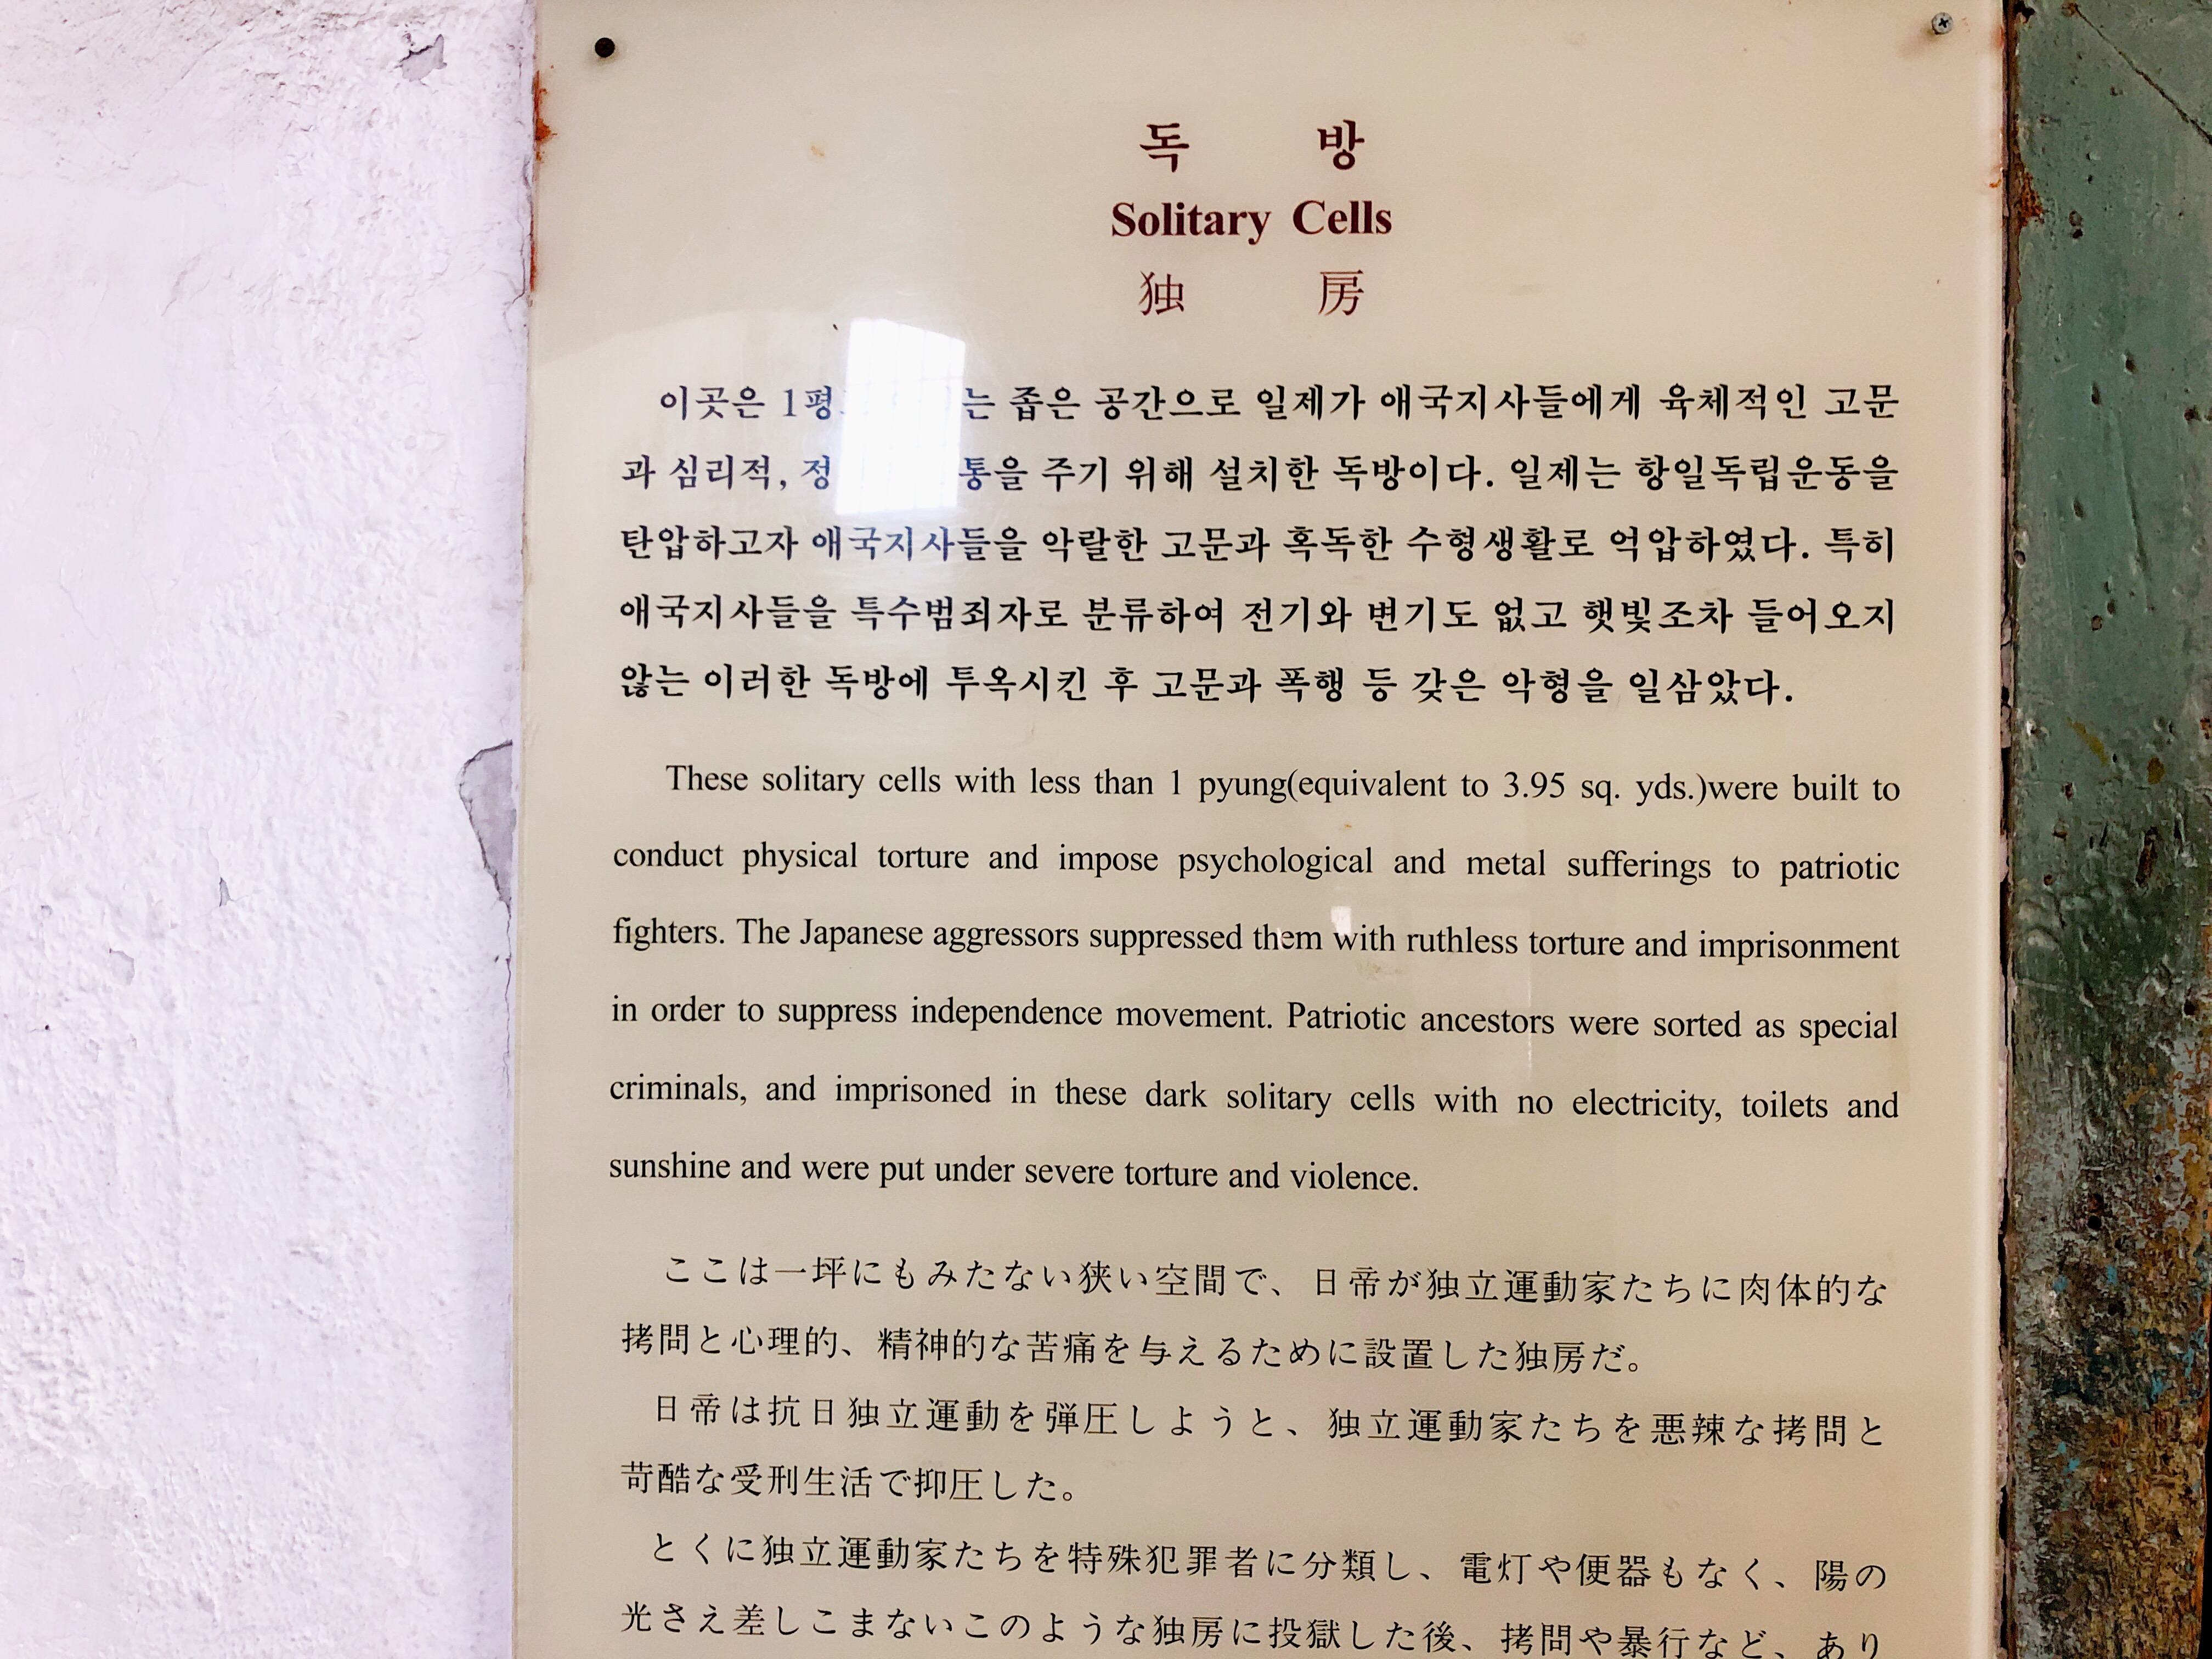 독 방
Solitary Cells
独 房
이곳은 1평 는 좁은 공간으로 일제가 애국지사들에게 육체적인 고문
과 심리적, 정 통을 주기 위해 설치한 독방이다. 일제는 항일독립운동을
탄압하고자 애국지사들을 악랄한 고문과 혹독한 수형생활로 억압하였다. 특히
애국지사들을 특수범죄자로 분류하여 전기와 변기도 없고 햇빛조차 들어오지
않는 이러한 독방에 투옥시킨 후 고문과 폭행 등 갖은 악형을 일삼았다.
These solitary cells with less than 1 pyung(equivalent to 3.95 sq. yds.)were built to
conduct physical torture and impose psychological and metal sufferings to patriotic
fighters. The Japanese aggressors suppressed them with ruthless torture and imprisonment
in order to suppress independence movement. Patriotic ancestors were sorted as special
criminals, and imprisoned in these dark solitary cells with no electricity, toilets and
sunshine and were put under severe torture and violence.
ここは一坪にもみたない狭い空間で、日帝が独立運動家たちに肉体的な
拷問と心理的、精神的な苦痛を与えるために設置した独房だ。
日帝は抗日独立運動を弾圧しようと、独立運動家たちを悪辣な拷問と
苛酷な受刑生活で抑圧した。
とくに独立運動家たちを特殊犯罪者に分類し、電灯や便器もなく、陽の
光さえ差しこまないこのような独房に投獄した後、拷問や暴行など、あり